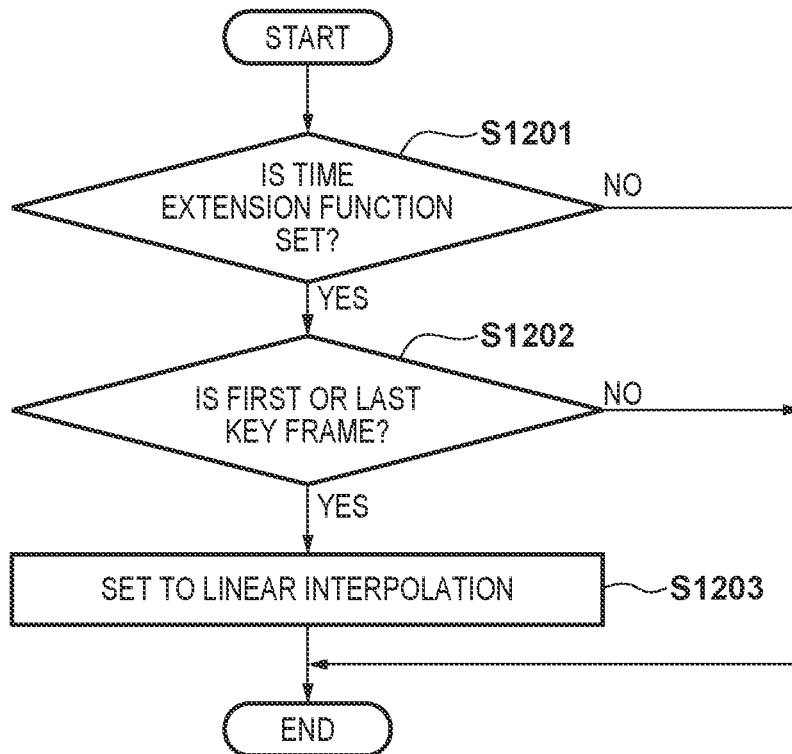 START
S1201
IS TIME
EXTENSION FUNCTION
SET?
NO
YES
S1202
IS FIRST OR LAST
KEY FRAME?
NO
YES
SET TO LINEAR INTERPOLATION
S1203
END